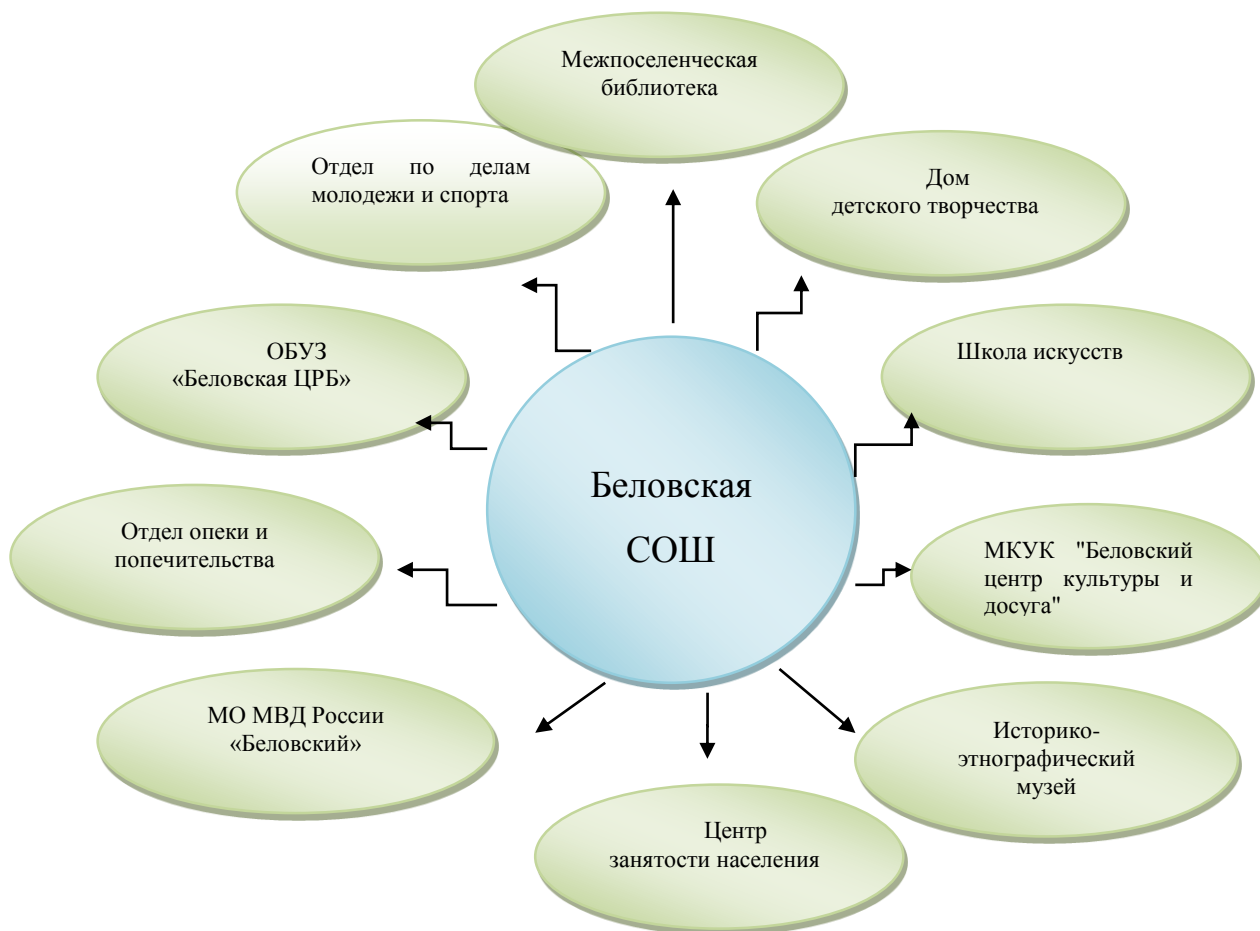 Межпоселенческая
библиотека
Отдел по делам
молодежи и спорта
Дом
детского творчества
ОБУЗ
«Беловская ЦРБ»
Школа искусств
Беловская
СОШ
Отдел опеки и
попечительства
МКУК "Беловский
центр культуры и
досуга"
МО МВД России
«Беловский»
Историко-
этнографический
музей
Центр
занятости населения